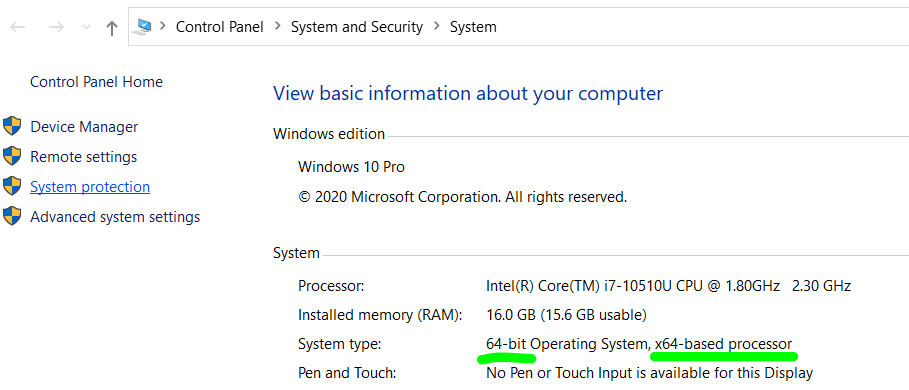 Control Panel > System and Security > System
Control Panel Home
Device Manager
Remote settings
System protection
Advanced system settings
View basic information about your computer
Windows edition
Windows 10 Pro
© 2020 Microsoft Corporation. All rights reserved.
System
Processor: Intel(R) Core(TM) i7-10510U CPU @ 1.80GHz 2.30 GHz
Installed memory (RAM): 16.0 GB (15.6 GB usable)
System type: 64-bit Operating System, x64-based processor
Pen and Touch: No Pen or Touch Input is available for this Display